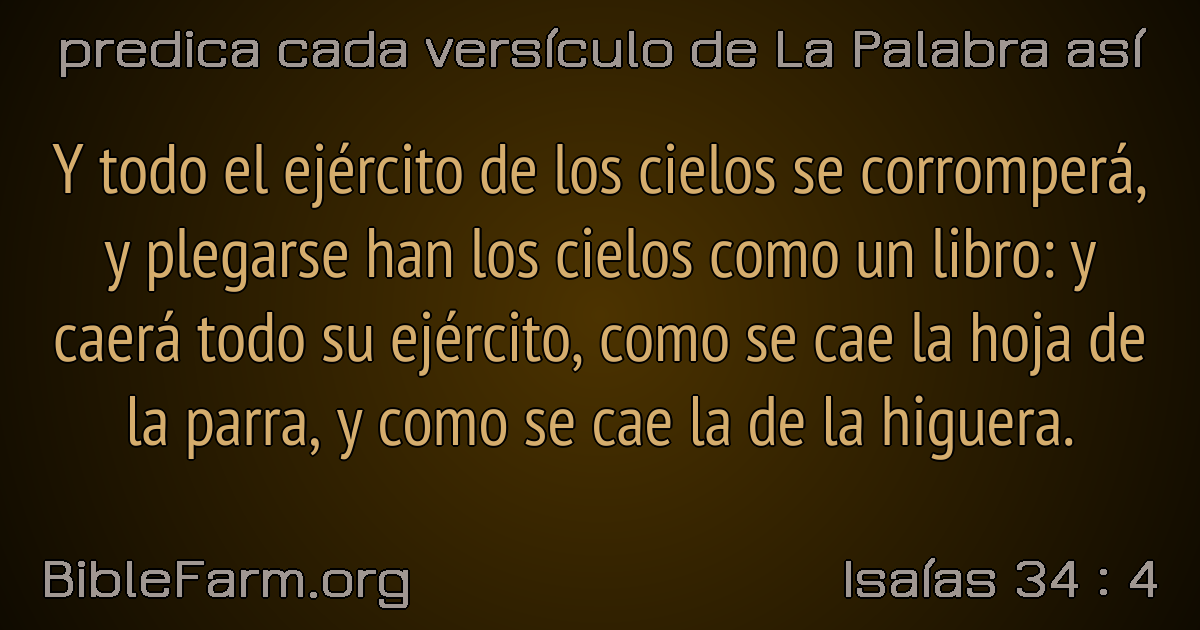 predica cada versículo de La Palabra así
Y todo el ejército de los cielos se corromperá,
y plegarse han los cielos como un libro: y
caerá todo su ejército, como se cae la hoja de
la parra, y como se cae la de la higuera.
BibleFarm.org
Isaías 34 : 4